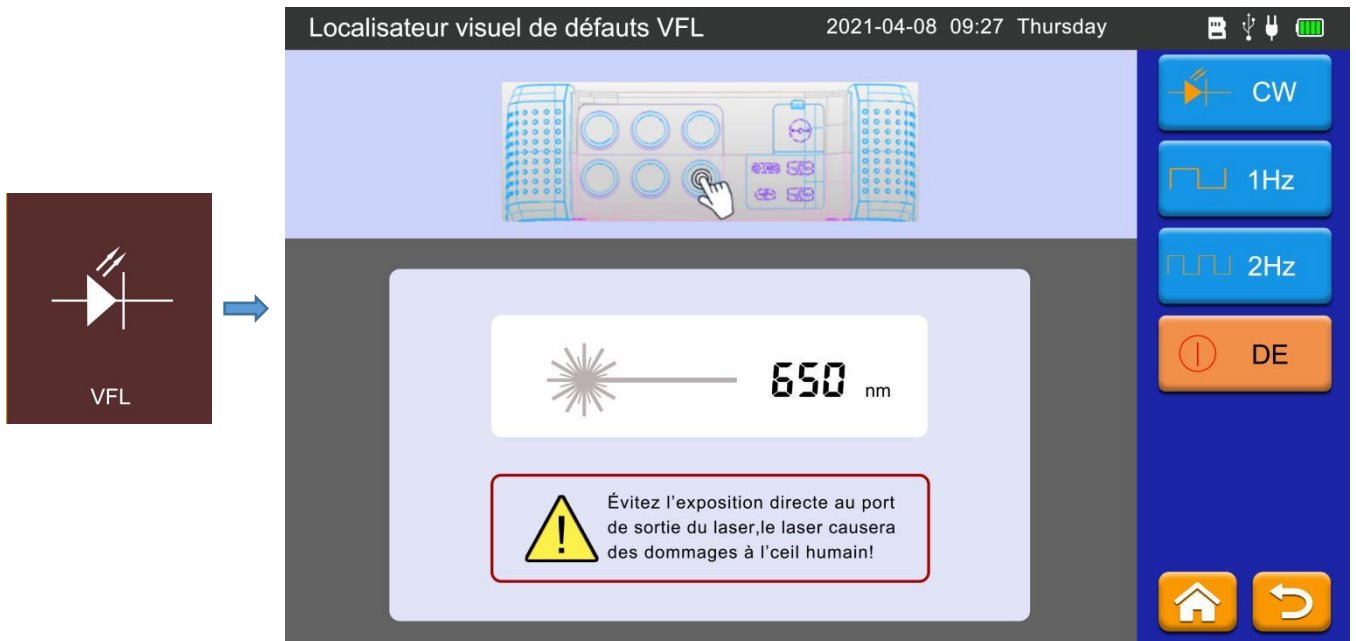 Localisateur visuel de défauts VFL 2021-04-08 09:27 Thursday
CW
1Hz
2Hz
DE
VFL
650 nm
Évitez l'exposition directe au port
de sortie du laser,le laser causera
des dommages à l'ceil humain!